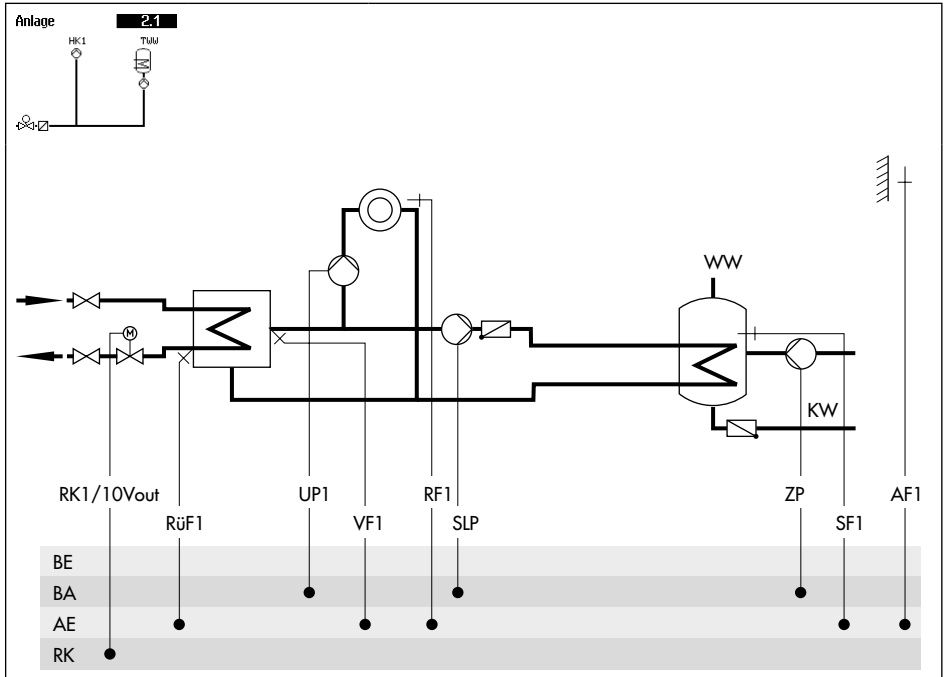 Anlage 2.1
HK1 TWW
WW
M
KW
RK1/10Vout UP1 RF1 ZP AF1
RüF1 VF1 SLP SF1
BE
BA
AE
RK